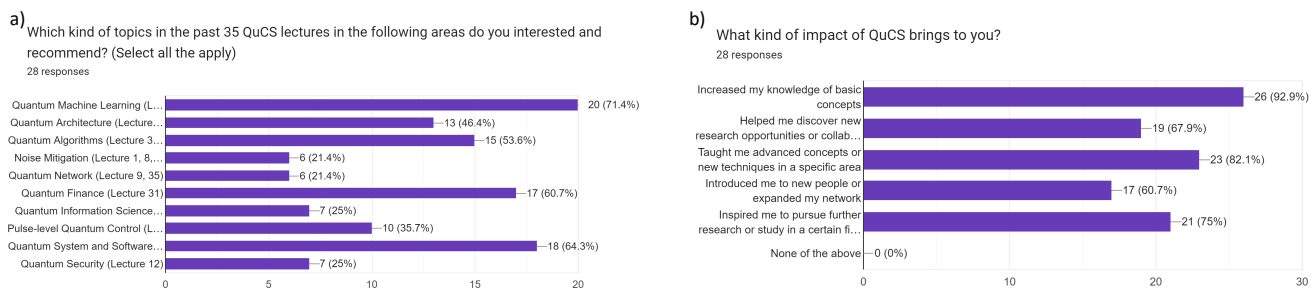 a)
Which kind of topics in the past 35 QuCS lectures in the following areas do you interested and
recommend? (Select all the apply)
28 responses
Quantum Machine Learning (L… 20 (71.4%)
Quantum Architecture (Lecture… 13 (46.4%)
Quantum Algorithms (Lecture 3… 15 (53.6%)
Noise Mitigation (Lecture 1, 8,… 6 (21.4%)
Quantum Network (Lecture 9, 35) 6 (21.4%)
Quantum Finance (Lecture 31) 17 (60.7%)
Quantum Information Science… 7 (25%)
Pulse-level Quantum Control (L… 10 (35.7%)
Quantum System and Software… 18 (64.3%)
Quantum Security (Lecture 12) 7 (25%)
0 5 10 15 20
b)
What kind of impact of QuCS brings to you?
28 responses
Increased my knowledge of basic
concepts
26 (92.9%)
Helped me discover new
research opportunities or collab…
19 (67.9%)
Taught me advanced concepts or
new techniques in a specific area
23 (82.1%)
Introduced me to new people or
expanded my network
17 (60.7%)
Inspired me to pursue further
research or study in a certain fi…
21 (75%)
None of the above 0 (0%)
0 10 20 30